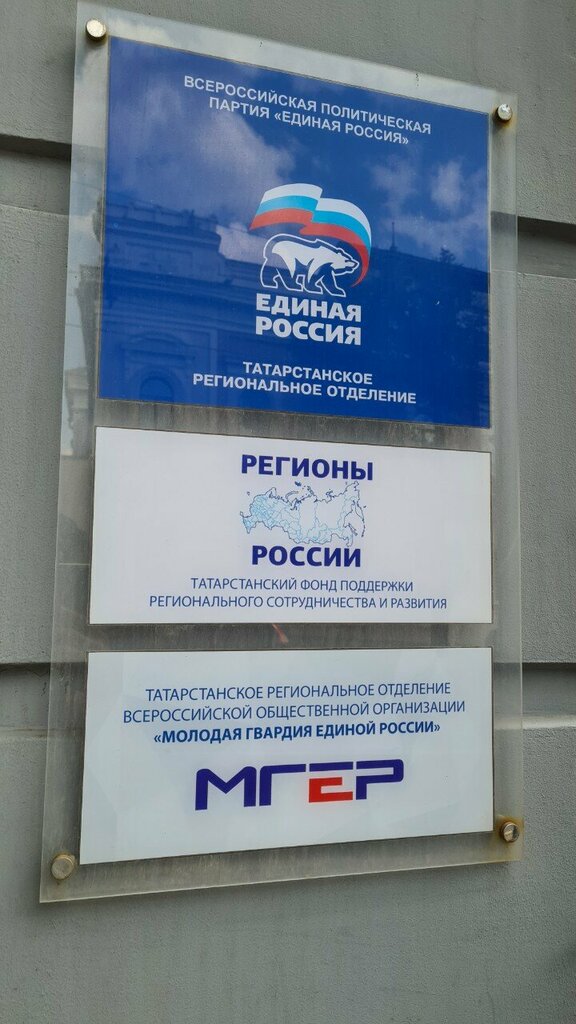 ВСЕРОССИЙСКАЯ ПОЛИТИЧЕСКАЯ
ПАРТИЯ «ЕДИНАЯ РОССИЯ»
ЕДИНАЯ
РОССИЯ
ТАТАРСТАНСКОЕ
РЕГИОНАЛЬНОЕ ОТДЕЛЕНИЕ
РЕГИОНЫ
РОССИИ
ТАТАРСТАНСКИЙ ФОНД ПОДДЕРЖКИ
РЕГИОНАЛЬНОГО СОТРУДНИЧЕСТВА И РАЗВИТИЯ
ТАТАРСТАНСКОЕ РЕГИОНАЛЬНОЕ ОТДЕЛЕНИЕ
ВСЕРОССИЙСКОЙ ОБЩЕСТВЕННОЙ ОРГАНИЗАЦИИ
«МОЛОДАЯ ГВАРДИЯ ЕДИНОЙ РОССИИ»
МГЕР